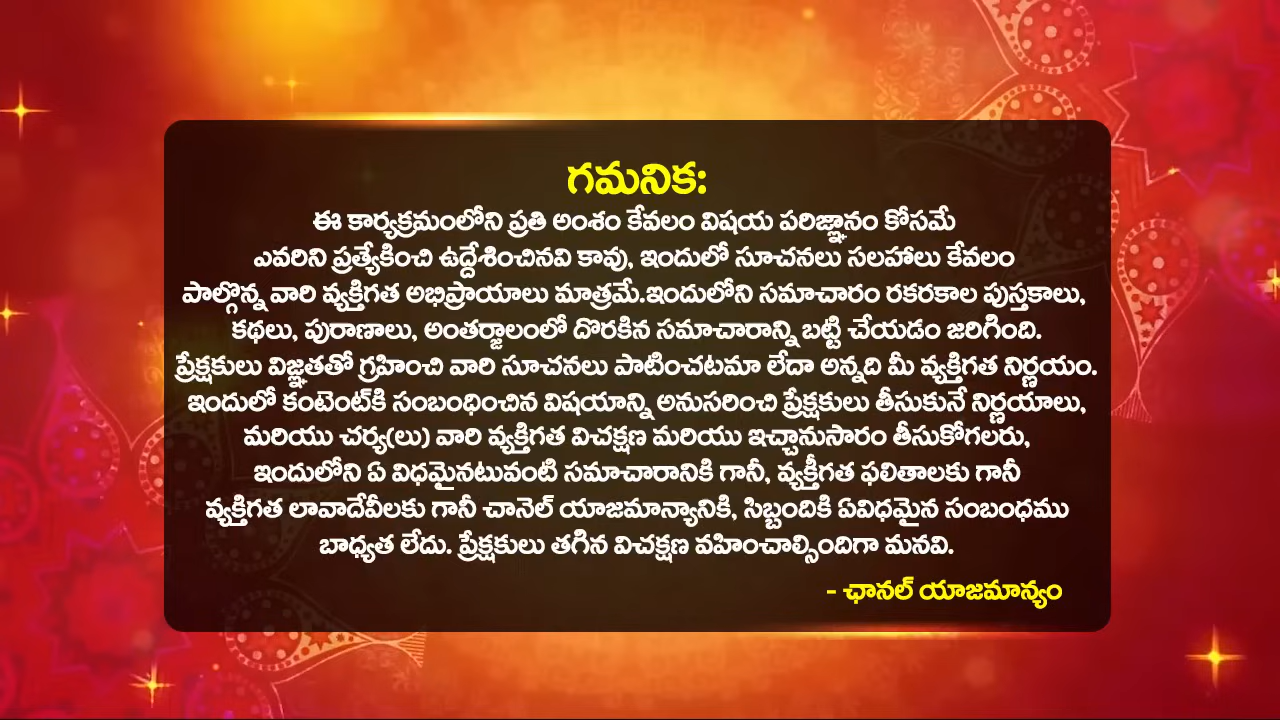 గమనిక:
ఈ కార్యక్రమంలోని ప్రతి అంశం కేవలం విషయ పరిజ్ఞానం కోసమే
ఎవరిని ప్రత్యేకించి ఉద్దేశించినవి కావు, ఇందులో సూచనలు సలహాలు కేవలం
పాల్గొన్న వారి వ్యక్తిగత అభిప్రాయాలు మాత్రమే.ఇందులోని సమాచారం రకరకాల పుస్తకాలు,
కథలు, పురాణాలు, అంతర్జాలంలో దొరకిన సమాచారాన్ని బట్టి చేయడం జరిగింది.
ప్రేక్షకులు విజ్ఞతతో గ్రహించి వారి సూచనలు పాటించటమా లేదా అన్నది మీ వ్యక్తిగత నిర్ణయం.
ఇందులో కంటెంట్‌కి సంబంధించిన విషయాన్ని అనుసరించి ప్రేక్షకులు తీసుకునే నిర్ణయాలు,
మరియు చర్య(లు) వారి వ్యక్తిగత విచక్షణ మరియు ఇచ్చానుసారం తీసుకోగలరు,
ఇందులోని ఏ విధమైనటువంటి సమాచారానికి గానీ, వ్యక్తీగత ఫలితాలకు గానీ
వ్యక్తిగత లావాదేవీలకు గానీ చానెల్ యాజమాన్యానికి, సిబ్బందికి ఏవిధమైన సంబంధము
బాధ్యత లేదు. ప్రేక్షకులు తగిన విచక్షణ వహించాల్సిందిగా మనవి.
- ఛానల్ యాజమాన్యం